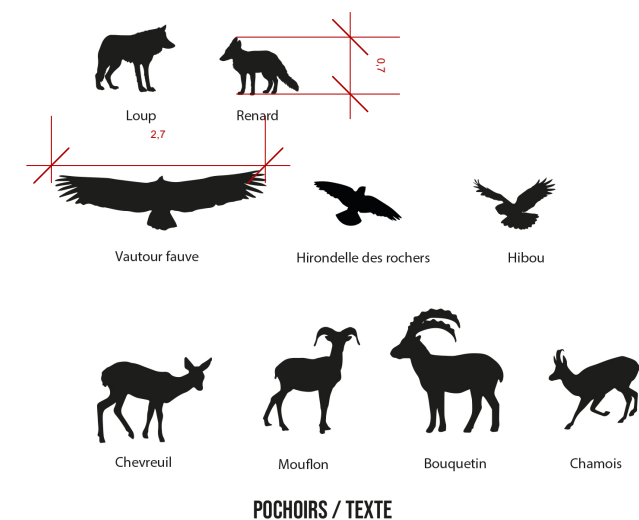 0,7
Loup
Renard
2,7
Vautour fauve
Hirondelle des rochers
Hibou
Chevreuil
Mouflon
Bouquetin
Chamois
POCHOIRS / TEXTE